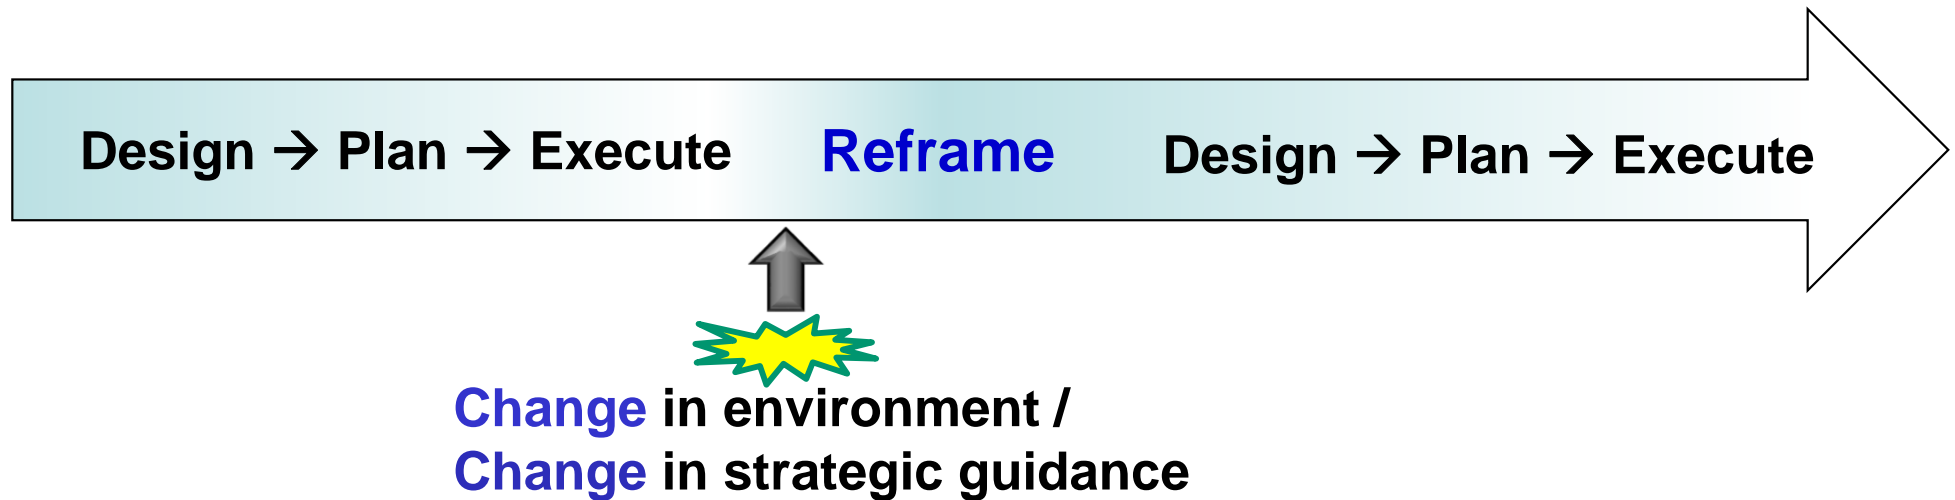 Design → Plan → Execute Reframe Design → Plan → Execute
Change in environment /
Change in strategic guidance